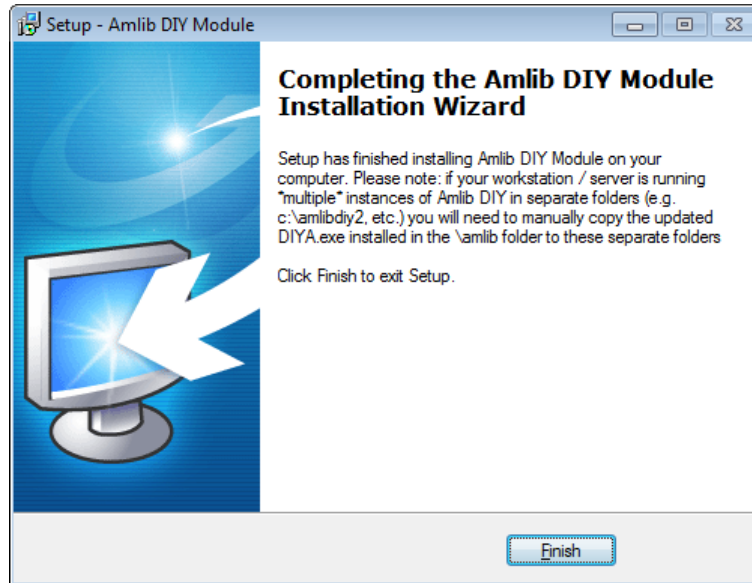 Setup - Amlib DIY Module
Completing the Amlib DIY Module
Installation Wizard
Setup has finished installing Amlib DIY Module on your
computer. Please note: if your workstation / server is running
*multiple* instances of Amlib DIY in separate folders (e.g.
c:\amlibdiy2, etc.) you will need to manually copy the updated
DIYA.exe installed in the \amlib folder to these separate folders
Click Finish to exit Setup.
Finish